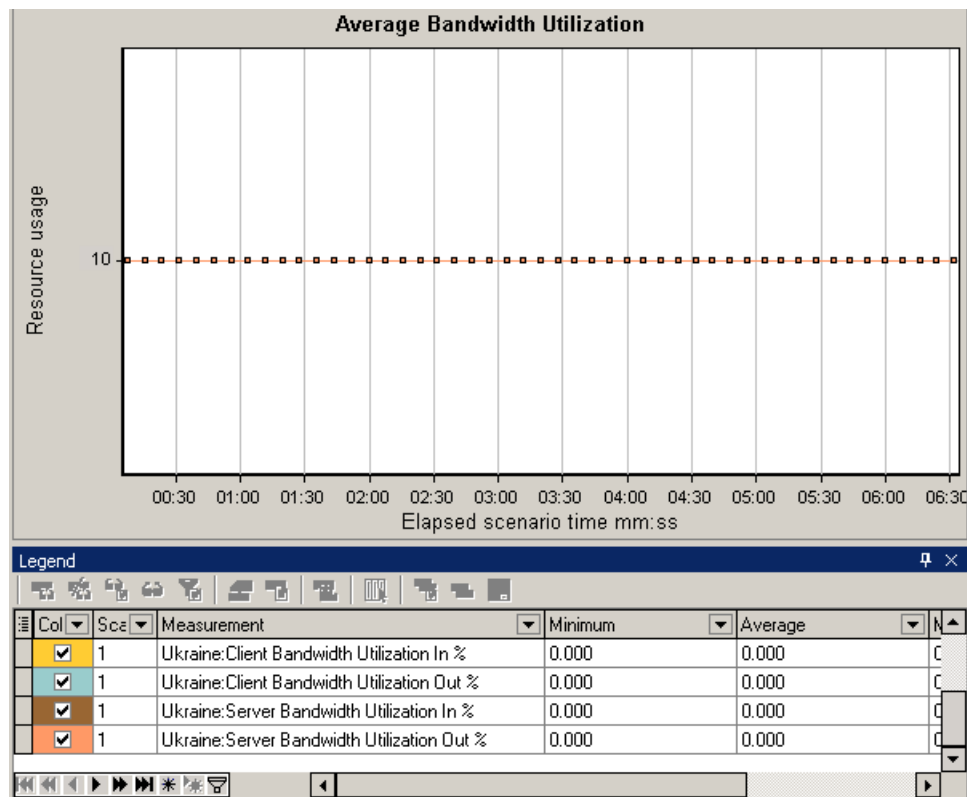 Average Bandwidth Utilization
Resource usage
10
00:30 01:00 01:30 02:00 02:30 03:00 03:30 04:00 04:30 05:00 05:30 06:00 06:30
Elapsed scenario time mm:ss
Legend
Col Sca Measurement Minimum Average
1 Ukraine:Client Bandwidth Utilization In % 0.000 0.000
1 Ukraine:Client Bandwidth Utilization Out % 0.000 0.000
1 Ukraine:Server Bandwidth Utilization In % 0.000 0.000
1 Ukraine:Server Bandwidth Utilization Out % 0.000 0.000